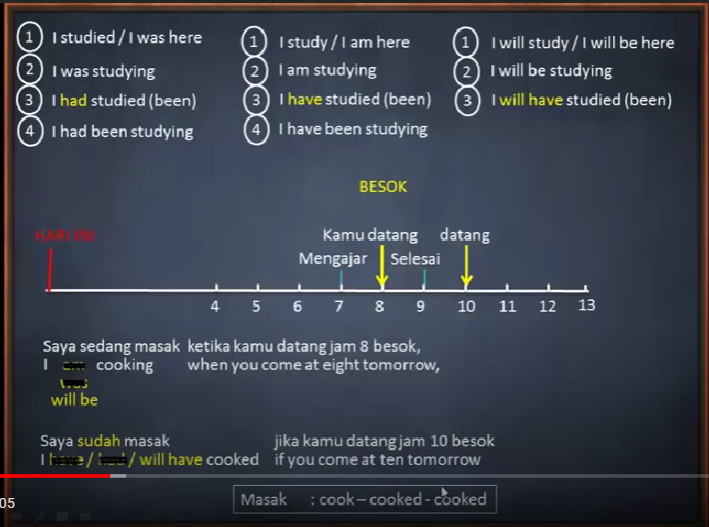 1 I studied / I was here
2 I was studying
3 I had studied (been)
4 I had been studying
1 I study / I am here
2 I am studying
3 I have studied (been)
4 I have been studying
1 I will study / I will be here
2 I will be studying
3 I will have studied (been)
BESOK
HARI INI
Kamu datang datang
Mengajar Selesai
4 5 6 7 8 9 10 11 12 13
Saya sedang masak ketika kamu datang jam 8 besok,
I am cooking when you come at eight tomorrow,
was
will be
Saya sudah masak jika kamu datang jam 10 besok
I have / had / will have cooked if you come at ten tomorrow
Masak : cook – cooked - cooked
05